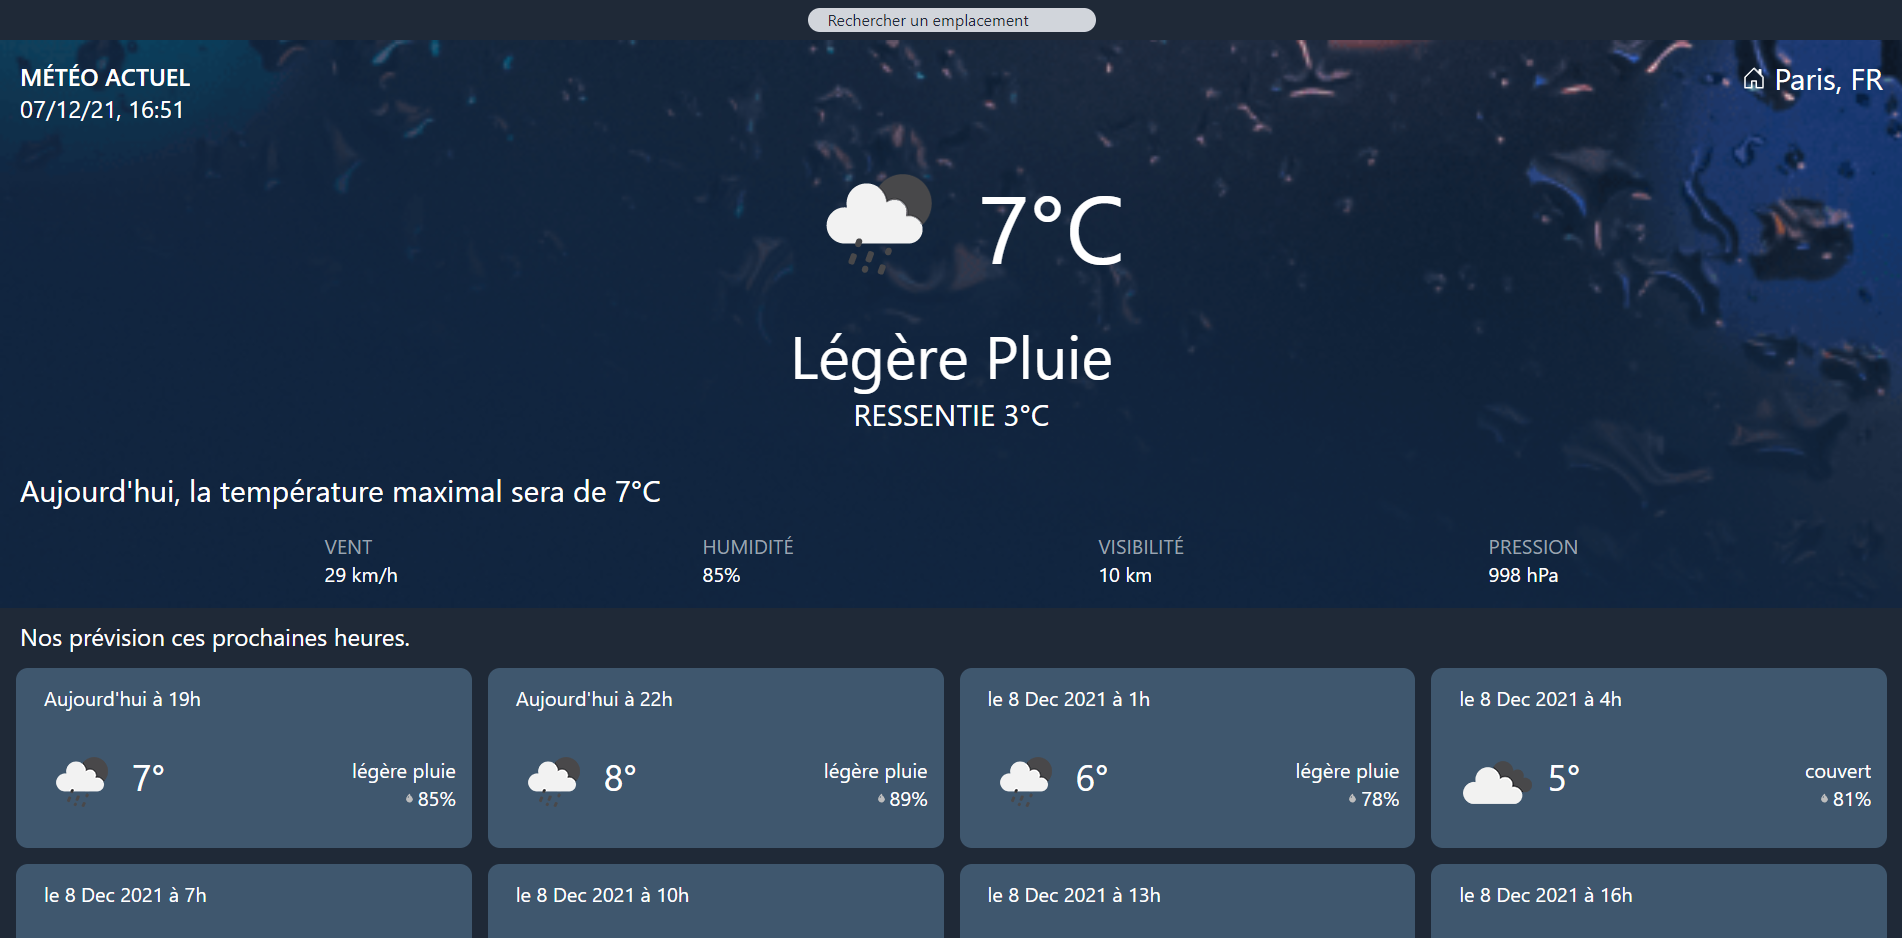 Rechercher un emplacement
MÉTÉO ACTUEL
07/12/21, 16:51
Paris, FR
7°C
Légère Pluie
RESSENTIE 3°C
Aujourd'hui, la température maximal sera de 7°C
VENT
29 km/h
HUMIDITÉ
85%
VISIBILITÉ
10 km
PRESSION
998 hPa
Nos prévision ces prochaines heures.
Aujourd'hui à 19h
7°
légère pluie
85%
Aujourd'hui à 22h
8°
légère pluie
89%
le 8 Dec 2021 à 1h
6°
légère pluie
78%
le 8 Dec 2021 à 4h
5°
couvert
81%
le 8 Dec 2021 à 7h
le 8 Dec 2021 à 10h
le 8 Dec 2021 à 13h
le 8 Dec 2021 à 16h